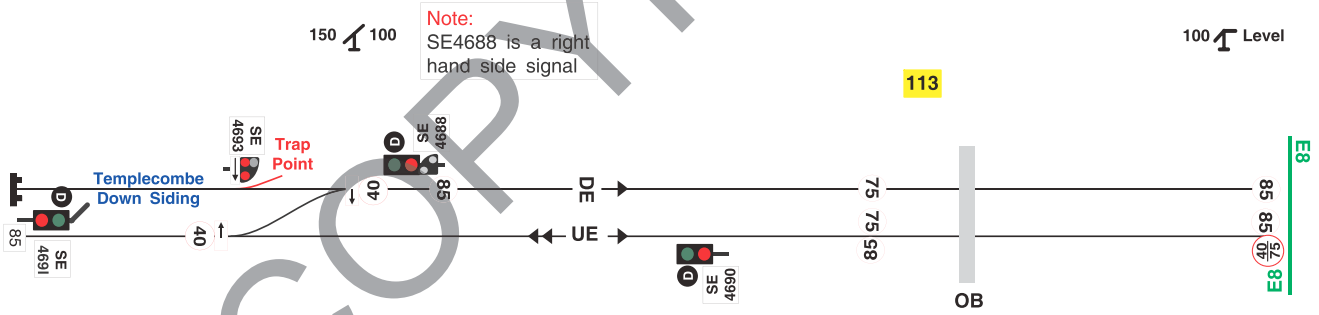 150 100
Note:
SE4688 is a right
hand side signal
100 Level
113
SE
4693
Trap
Point
D
SE
4688
E8
Templecombe
Down Siding
D
40
85
DE
75
85
85
SE
4691
40
UE
75
85
85
40
75
D
SE
4690
OB
E8
COPY